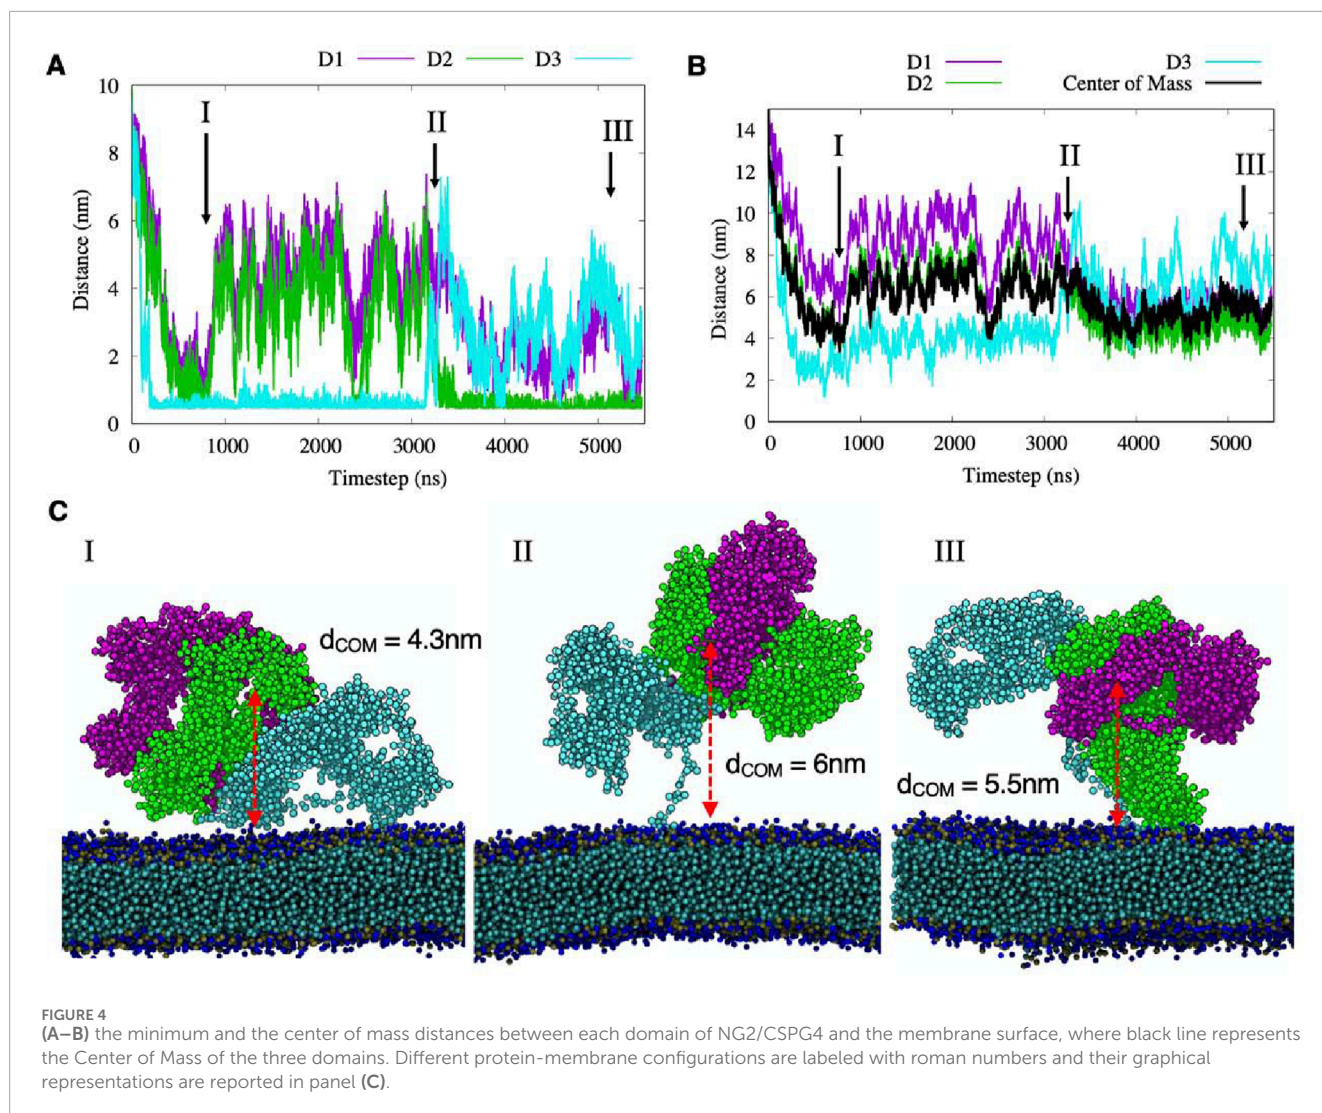 A
D1 D2 D3
10
8
6
4
2
0
Distance (nm)
I
II
III
0 1000 2000 3000 4000 5000
Timestep (ns)
B
D1 D3
D2 Center of Mass
14
12
10
8
6
4
2
0
Distance (nm)
I
II
III
0 1000 2000 3000 4000 5000
Timestep (ns)
C
I
dCOM = 4.3nm
II
dCOM = 6nm
III
dCOM = 5.5nm
FIGURE 4
(A–B) the minimum and the center of mass distances between each domain of NG2/CSPG4 and the membrane surface, where black line represents
the Center of Mass of the three domains. Different protein-membrane configurations are labeled with roman numbers and their graphical
representations are reported in panel (C).